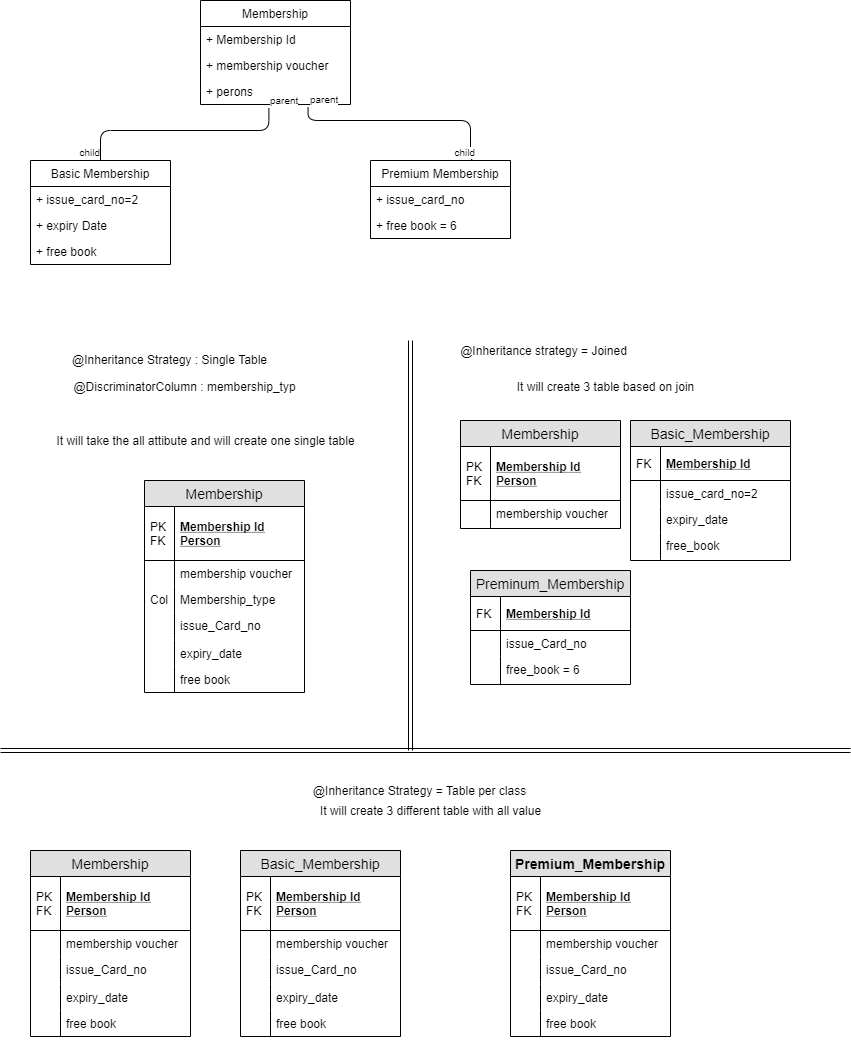 Membership
+ Membership Id
+ membership voucher
+ perons
parent
parent
child
child
Basic Membership
+ issue_card_no=2
+ expiry Date
+ free book
Premium Membership
+ issue_card_no
+ free book = 6
@Inheritance Strategy : Single Table
@DiscriminatorColumn : membership_typ
It will take the all attibute and will create one single table
Membership
PK Membership Id
FK Person
membership voucher
Col Membership_type
issue_Card_no
expiry_date
free book
@Inheritance strategy = Joined
It will create 3 table based on join
Membership
PK Membership Id
FK Person
membership voucher
Basic_Membership
FK Membership Id
issue_card_no=2
expiry_date
free_book
Preminum_Membership
FK Membership Id
issue_Card_no
free_book = 6
@Inheritance Strategy = Table per class
It will create 3 different table with all value
Membership
PK Membership Id
FK Person
membership voucher
issue_Card_no
expiry_date
free book
Basic_Membership
PK Membership Id
FK Person
membership voucher
issue_Card_no
expiry_date
free book
Premium_Membership
PK Membership Id
FK Person
membership voucher
issue_Card_no
expiry_date
free book